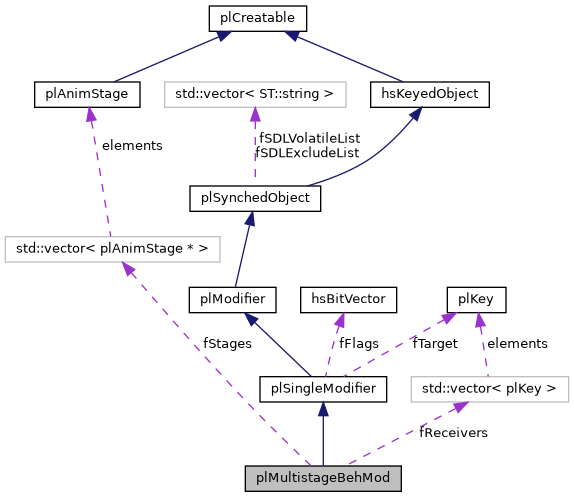 plCreatable
plAnimStage
std::vector< ST::string >
hsKeyedObject
elements
fSDLVolatileList
fSDLExcludeList
plSynchedObject
std::vector< plAnimStage * >
plModifier
hsBitVector
plKey
fStages
fFlags
fTarget
elements
plSingleModifier
std::vector< plKey >
fReceivers
plMultistageBehMod